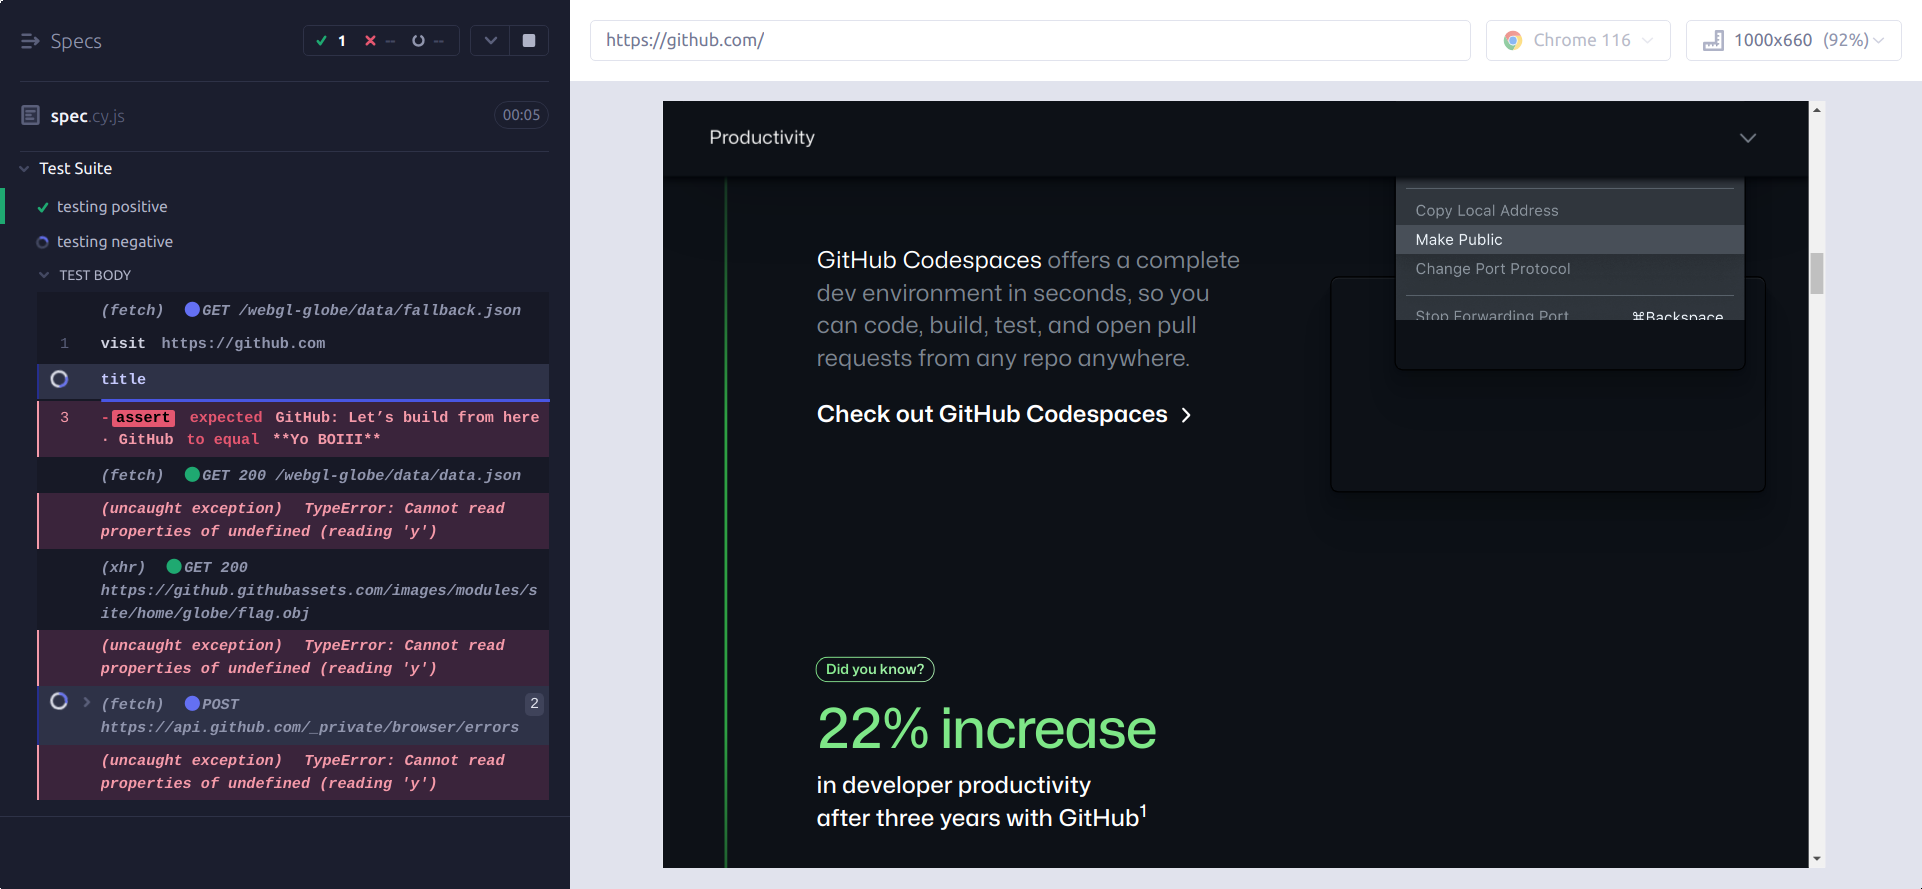 Specs
1
--
--
spec.cy.js
00:05
Test Suite
testing positive
testing negative
TEST BODY
(fetch) GET /webgl-globe/data/fallback.json
1 visit https://github.com
title
3 -assert expected GitHub: Let’s build from here
· GitHub to equal **Yo BOIII**
(fetch) GET 200 /webgl-globe/data/data.json
(uncaught exception) TypeError: Cannot read
properties of undefined (reading 'y')
(xhr) GET 200
https://github.githubassets.com/images/modules/s
ite/home/globe/flag.obj
(uncaught exception) TypeError: Cannot read
properties of undefined (reading 'y')
(fetch) POST 2
https://api.github.com/_private/browser/errors
(uncaught exception) TypeError: Cannot read
properties of undefined (reading 'y')
https://github.com/
Chrome 116
1000x660 (92%)
Productivity
Copy Local Address
Make Public
Change Port Protocol
Stop Forwarding Port ⌘Backspace
GitHub Codespaces offers a complete
dev environment in seconds, so you
can code, build, test, and open pull
requests from any repo anywhere.
Check out GitHub Codespaces
Did you know?
22% increase
in developer productivity
after three years with GitHub1